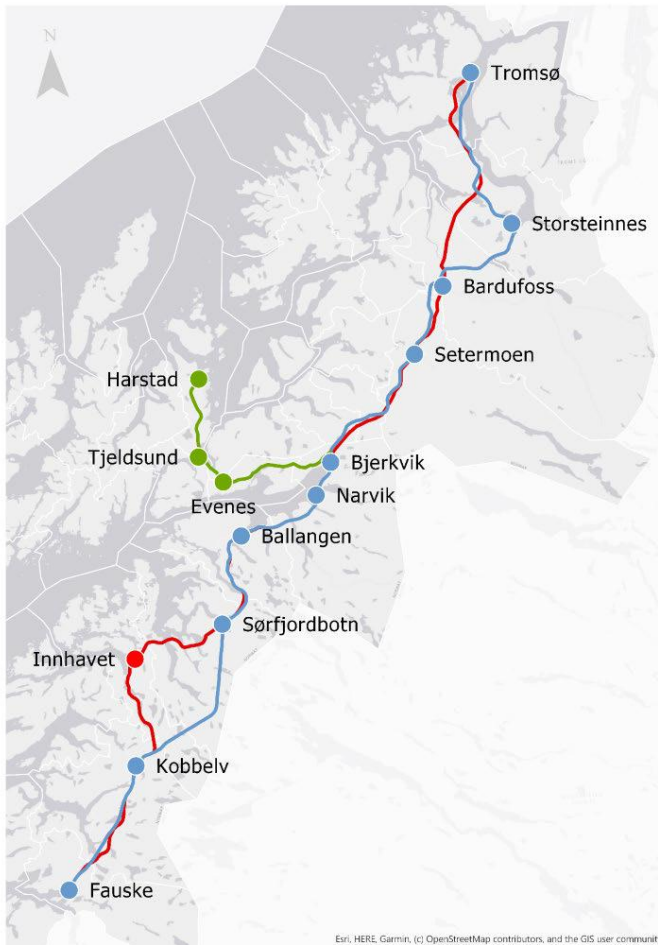 N
Tromsø
Storsteinnes
Bardufoss
Setermoen
Harstad
Tjeldsund
Bjerkvik
Evenes
Narvik
Ballangen
Sørfjordbotn
Innhavet
Kobbelv
Fauske
Esri, HERE, Garmin, (c) OpenStreetMap contributors, and the GIS user communit